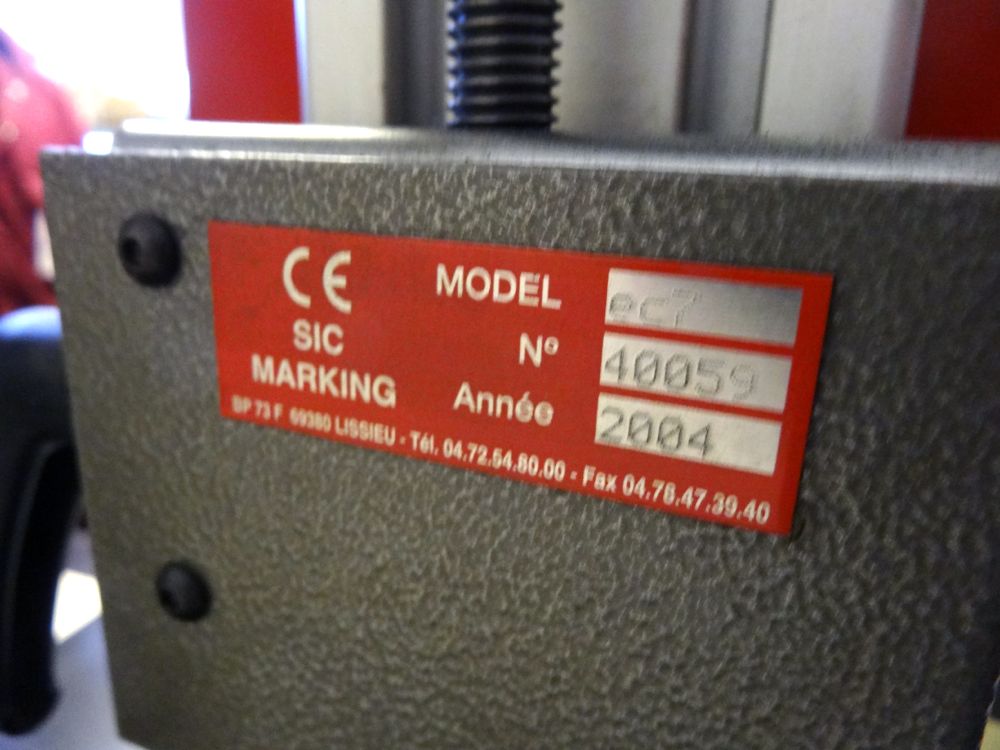 CE
SIC
MARKING
MODEL ec7
Nº 40059
Année 2004
BP 73 F 69380 LISSIEU - Tél. 04.72.54.80.00 - Fax 04.78.47.39.40